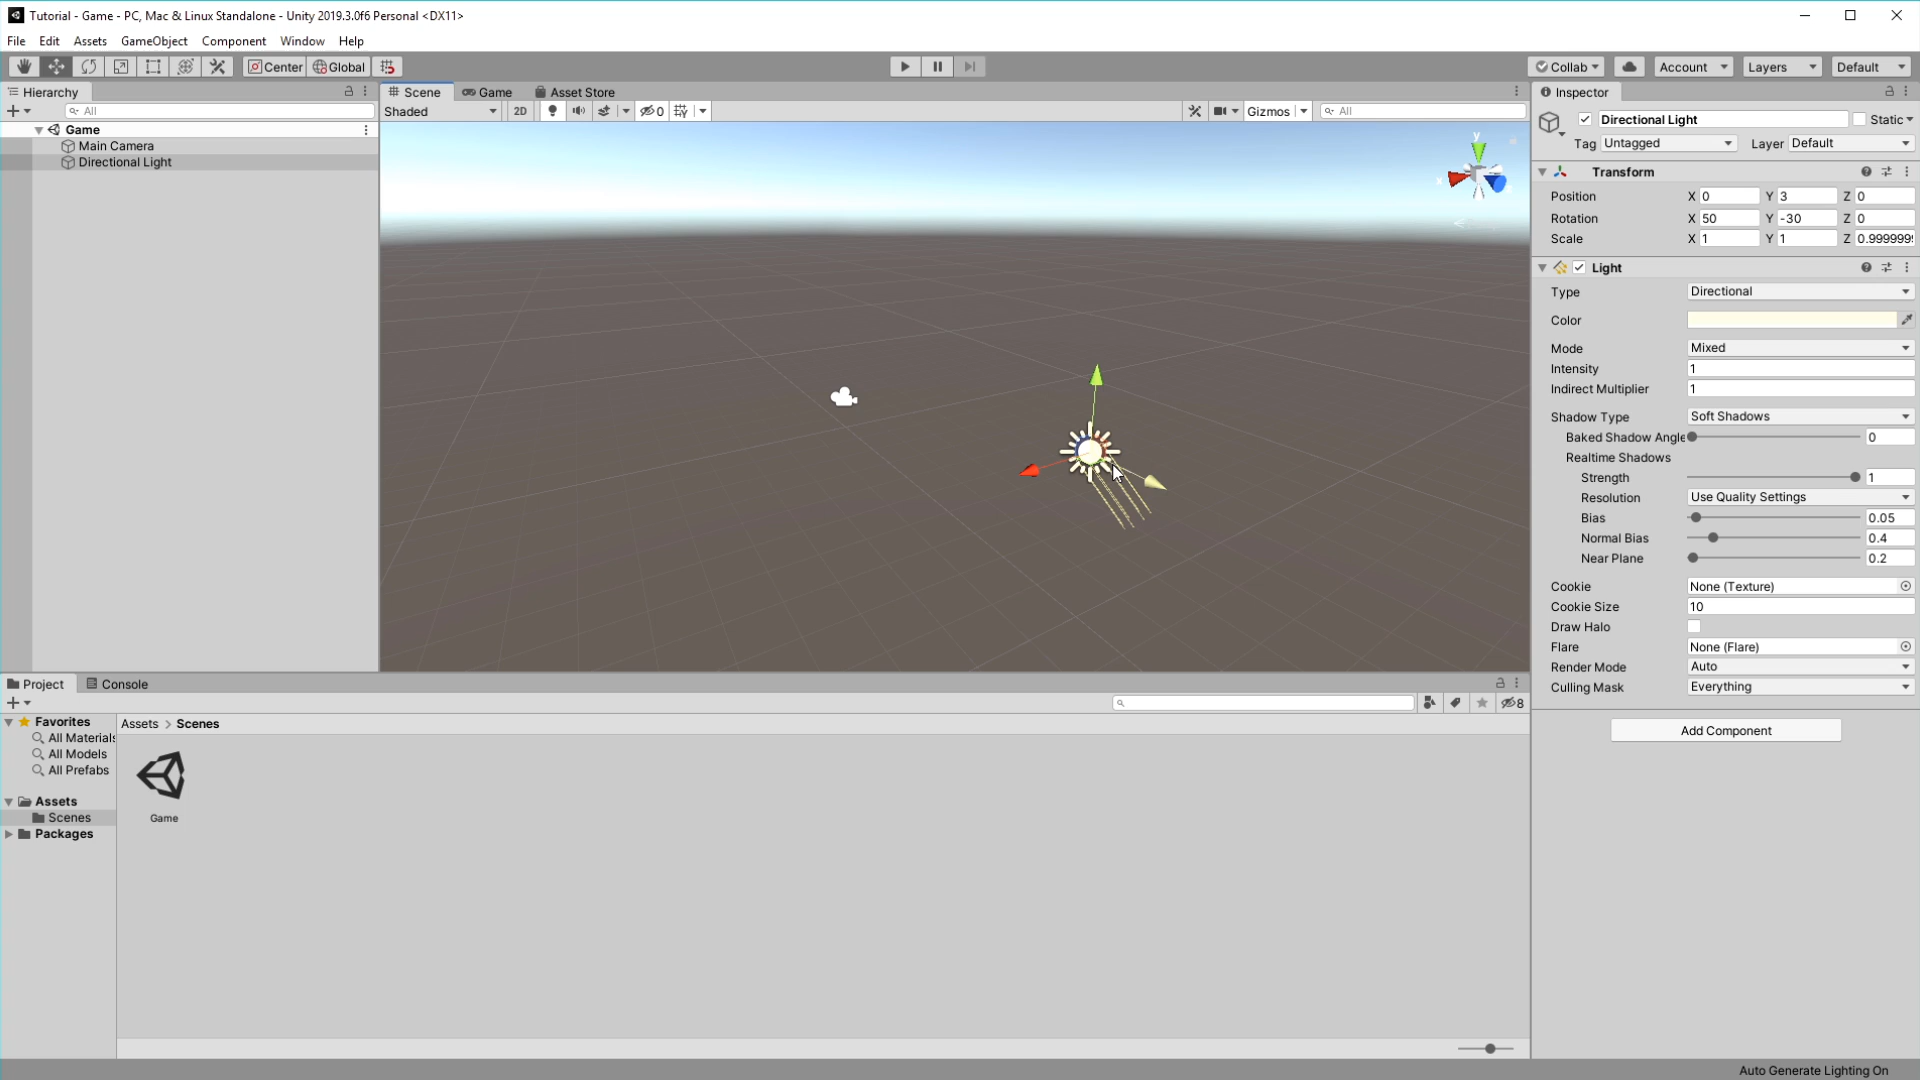 Tutorial - Game - PC, Mac & Linux Standalone - Unity 2019.3.0f6 Personal <DX11>
File Edit Assets GameObject Component Window Help
Center Global Collab Account Layers Default
Hierarchy
All
Game
Main Camera
Directional Light
Scene Game Asset Store
Shaded 2D 0 Gizmos All
y
x
Inspector
Directional Light Static
Tag Untagged Layer Default
Transform
Position X 0 Y 3 Z 0
Rotation X 50 Y -30 Z 0
Scale X 1 Y 1 Z 0.9999999
Light
Type Directional
Color
Mode Mixed
Intensity 1
Indirect Multiplier 1
Shadow Type Soft Shadows
Baked Shadow Angle 0
Realtime Shadows
Strength 1
Resolution Use Quality Settings
Bias 0.05
Normal Bias 0.4
Near Plane 0.2
Cookie None (Texture)
Cookie Size 10
Draw Halo
Flare None (Flare)
Render Mode Auto
Culling Mask Everything
Add Component
Project Console
8
Favorites
All Materials
All Models
All Prefabs
Assets
Scenes
Packages
Assets > Scenes
Game
Auto Generate Lighting On